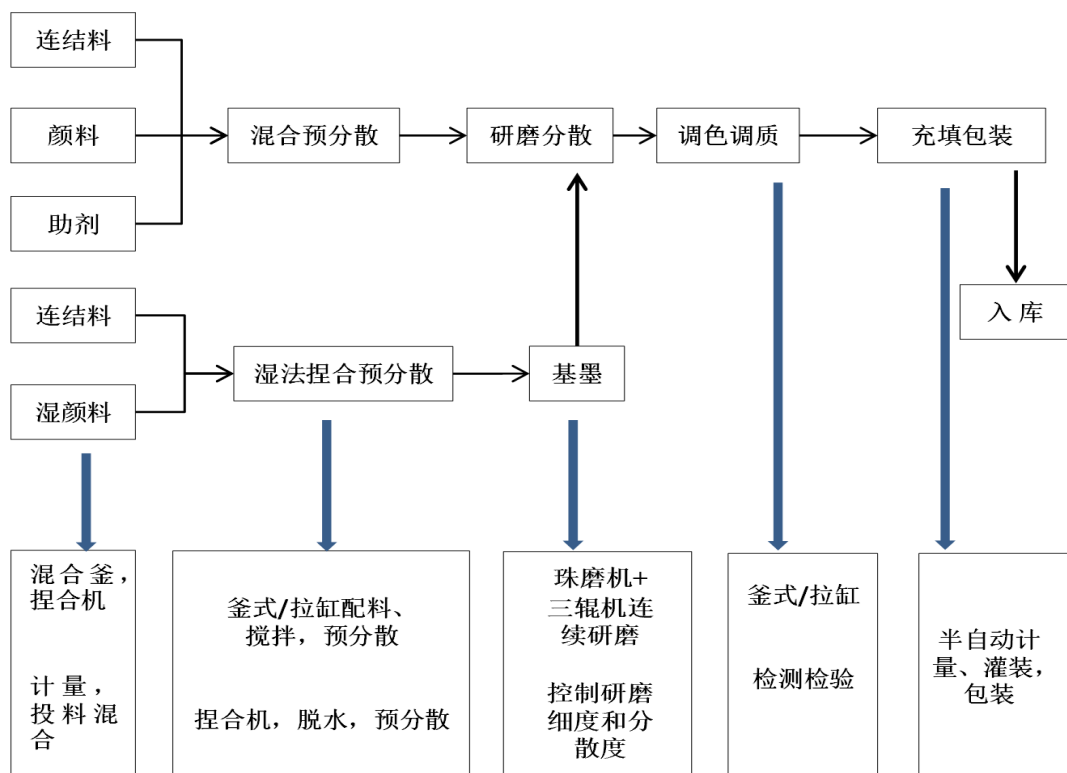 连结料
颜料
助剂
混合预分散
研磨分散
调色调质
充填包装
入 库
连结料
湿颜料
湿法捏合预分散
基墨
混合釜，
捏合机
计量，
投料混
合
釜式/拉缸配料、
搅拌，预分散
捏合机，脱水，预分散
珠磨机+
三辊机连
续研磨
控制研磨
细度和分
散度
釜式/拉缸
检测检验
半自动计
量、灌装，
包装